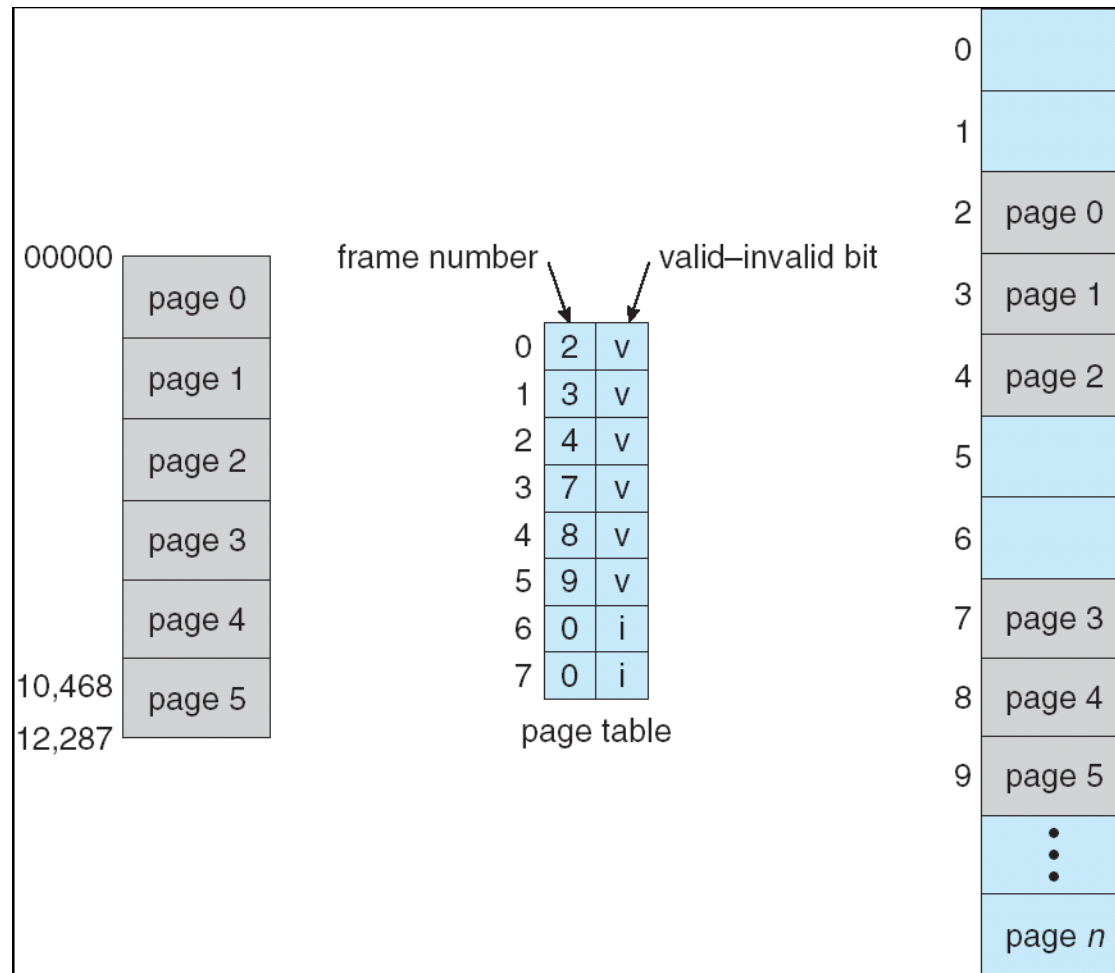 00000
page 0
page 1
page 2
page 3
page 4
10,468
page 5
12,287
frame number
valid–invalid bit
0 2 v
1 3 v
2 4 v
3 7 v
4 8 v
5 9 v
6 0 i
7 0 i
page table
0
1
2 page 0
3 page 1
4 page 2
5
6
7 page 3
8 page 4
9 page 5
page n